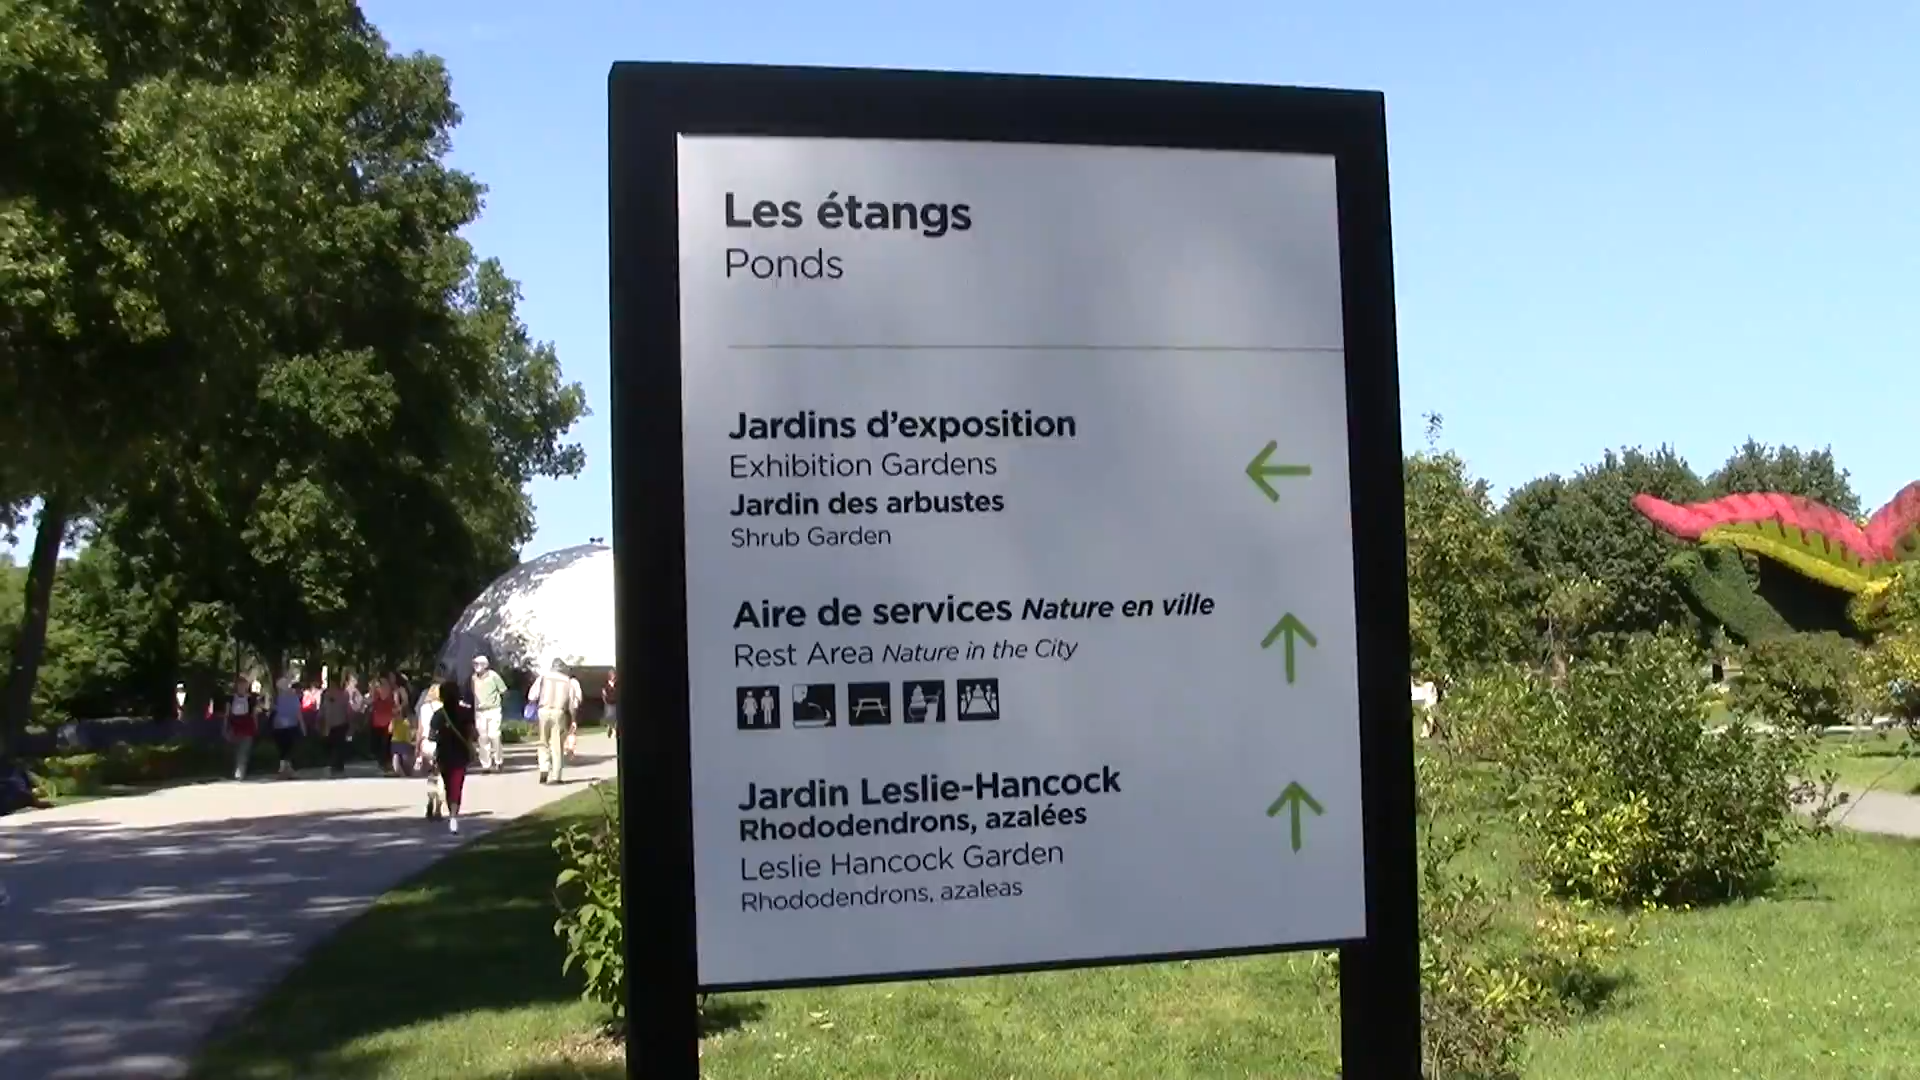 Les étangs
Ponds
Jardins d'exposition
Exhibition Gardens
Jardin des arbustes
Shrub Garden
Aire de services Nature en ville
Rest Area Nature in the City
Jardin Leslie-Hancock
Rhododendrons, azalées
Leslie Hancock Garden
Rhododendrons, azaleas